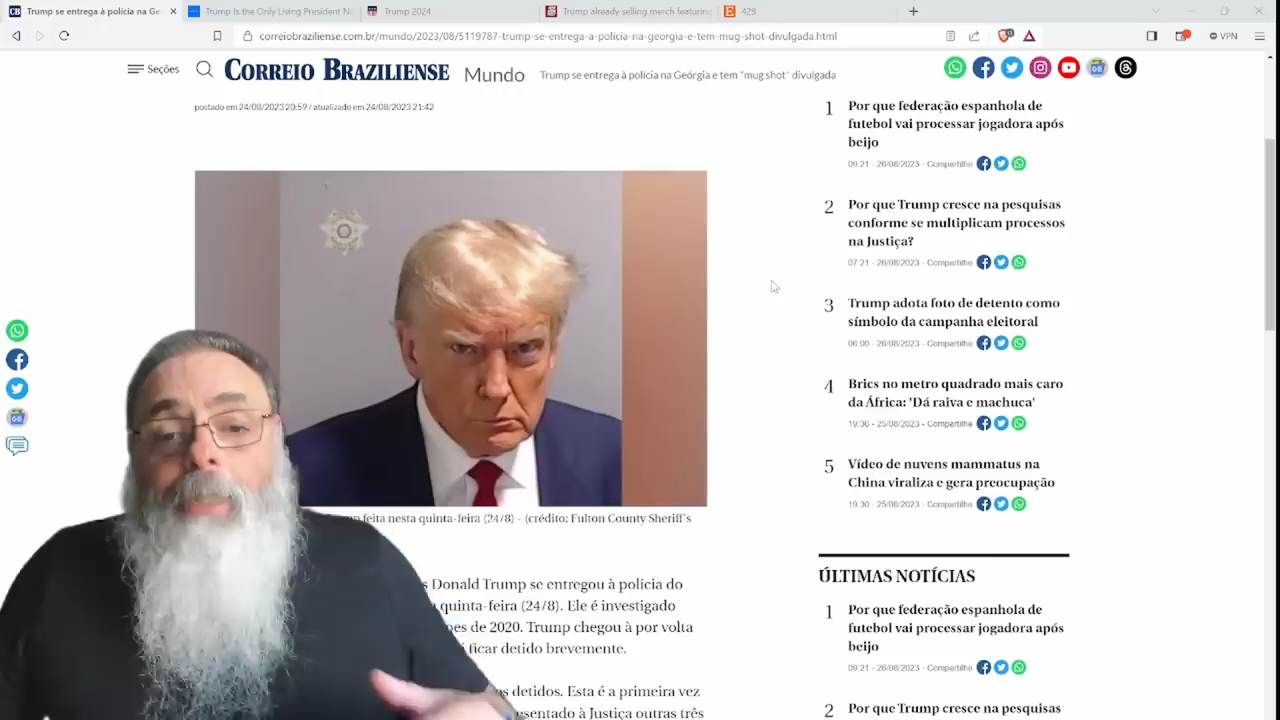 Trump se entrega à polícia na Ge
Trump Is the Only Living President N
Trump 2024
Trump already selling merch featuring
429
correiobraziliense.com.br/mundo/2023/08/5119787-trump-se-entrega-a-policia-na-georgia-e-tem-mug-shot-divulgada.html
VPN
Seções
CORREIO BRAZILIENSE
Mundo
Trump se entrega à polícia na Geórgia e tem "mug shot" divulgada
postado em 24/08/2023 20:59 / atualizado em 24/08/2023 21:42
feita nesta quinta-feira (24/8) - (crédito: Fulton County Sheriff's
s Donald Trump se entregou à polícia do
quinta-feira (24/8). Ele é investigado
es de 2020. Trump chegou à por volta
ficar detido brevemente.
s detidos. Esta é a primeira vez
esentado à Justiça outras três
1 Por que federação espanhola de
futebol vai processar jogadora após
beijo
09:21 - 26/08/2023 - Compartilhe
2 Por que Trump cresce na pesquisas
conforme se multiplicam processos
na Justiça?
07:21 - 26/08/2023 - Compartilhe
3 Trump adota foto de detento como
símbolo da campanha eleitoral
06:00 - 26/08/2023 - Compartilhe
4 Brics no metro quadrado mais caro
da África: 'Dá raiva e machuca'
19:36 - 25/08/2023 - Compartilhe
5 Vídeo de nuvens mammatus na
China viraliza e gera preocupação
19:30 - 25/08/2023 - Compartilhe
ÚLTIMAS NOTÍCIAS
1 Por que federação espanhola de
futebol vai processar jogadora após
beijo
09:21 - 26/08/2023 - Compartilhe
2 Por que Trump cresce na pesquisas